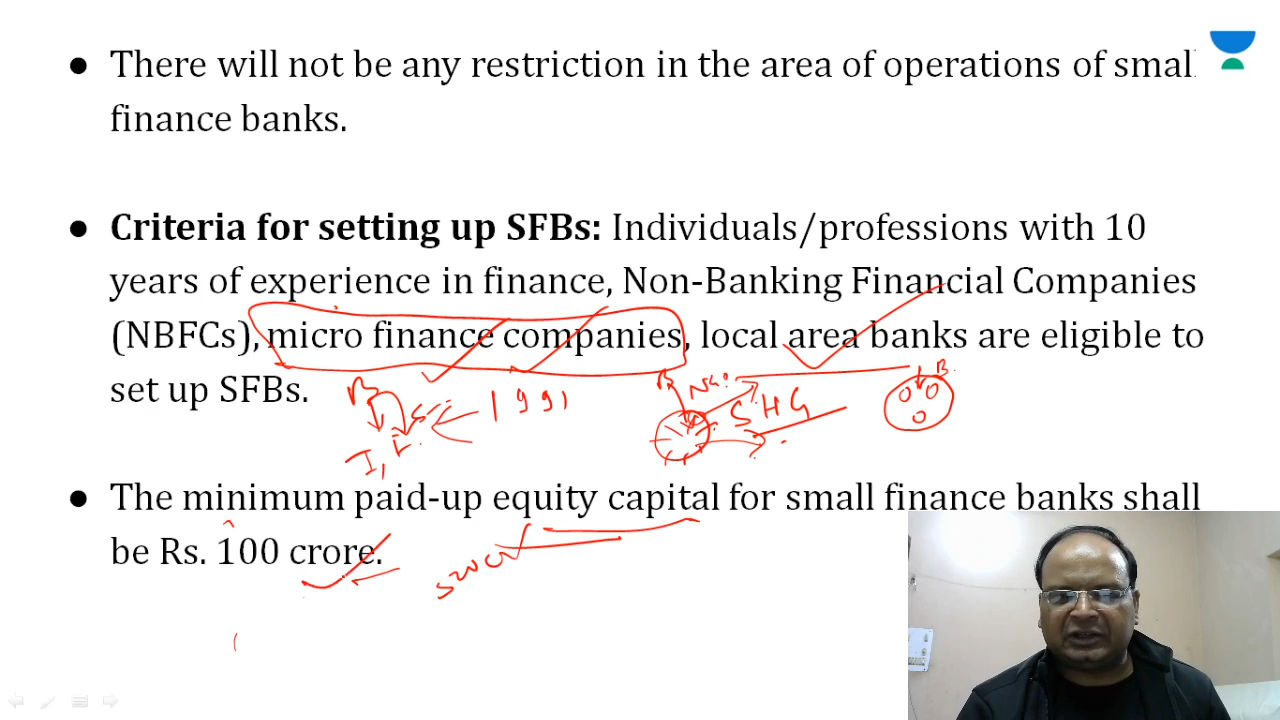 ● There will not be any restriction in the area of operations of small
finance banks.
● Criteria for setting up SFBs: Individuals/professions with 10
years of experience in finance, Non-Banking Financial Companies
(NBFCs), micro finance companies, local area banks are eligible to
set up SFBs.
B 1991 SHG B
● The minimum paid-up equity capital for small finance banks shall
be Rs. 100 crore.